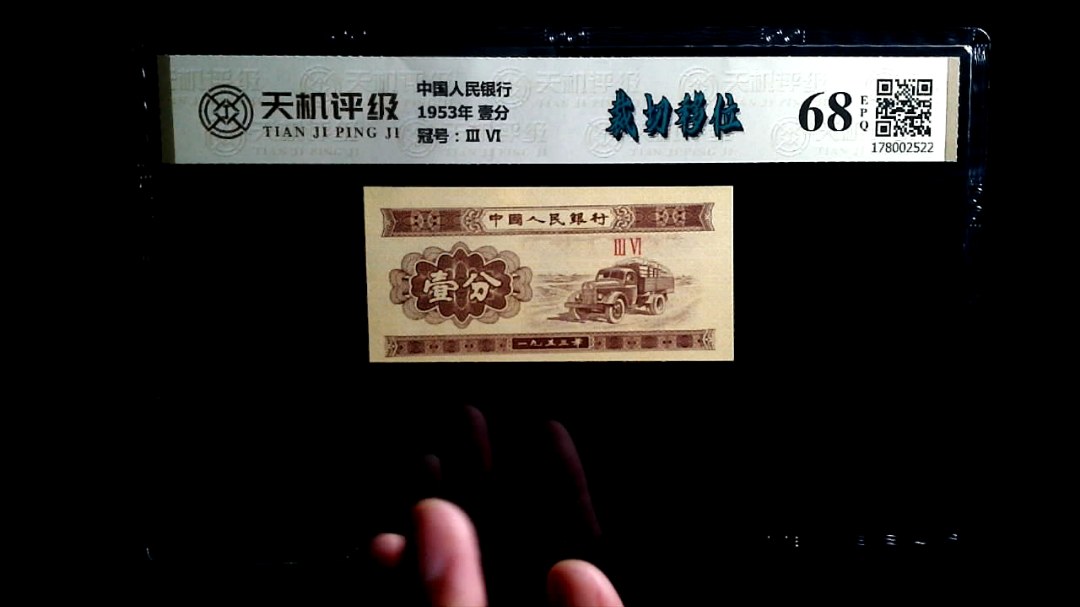 天机评级
TIAN JI PING JI
中国人民银行
1953年 壹分
冠号：Ⅲ Ⅵ
裁切移位
68
EPQ
178002522
中國人民銀行
Ⅲ Ⅵ
壹分
一九五三年